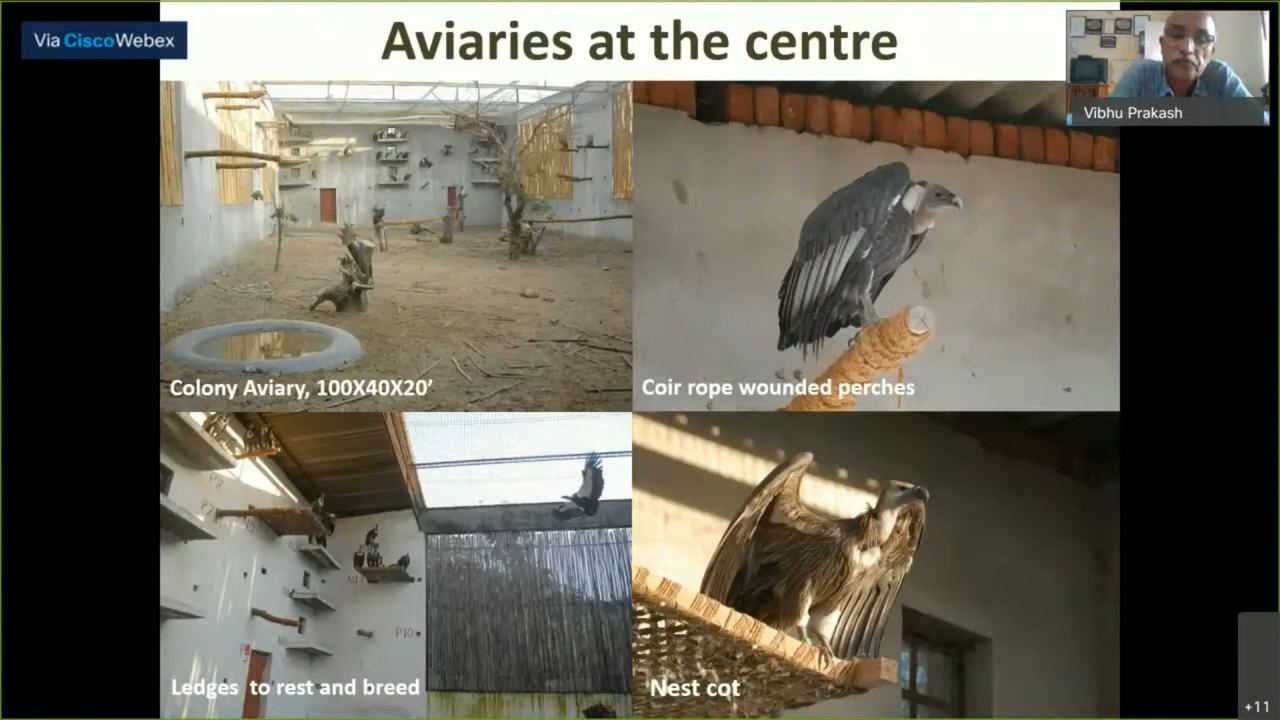 Via CiscoWebex
Aviaries at the centre
Vibhu Prakash
Colony Aviary, 100X40X20’
Coir rope wounded perches
P10
Ledges to rest and breed
Nest cot
+11